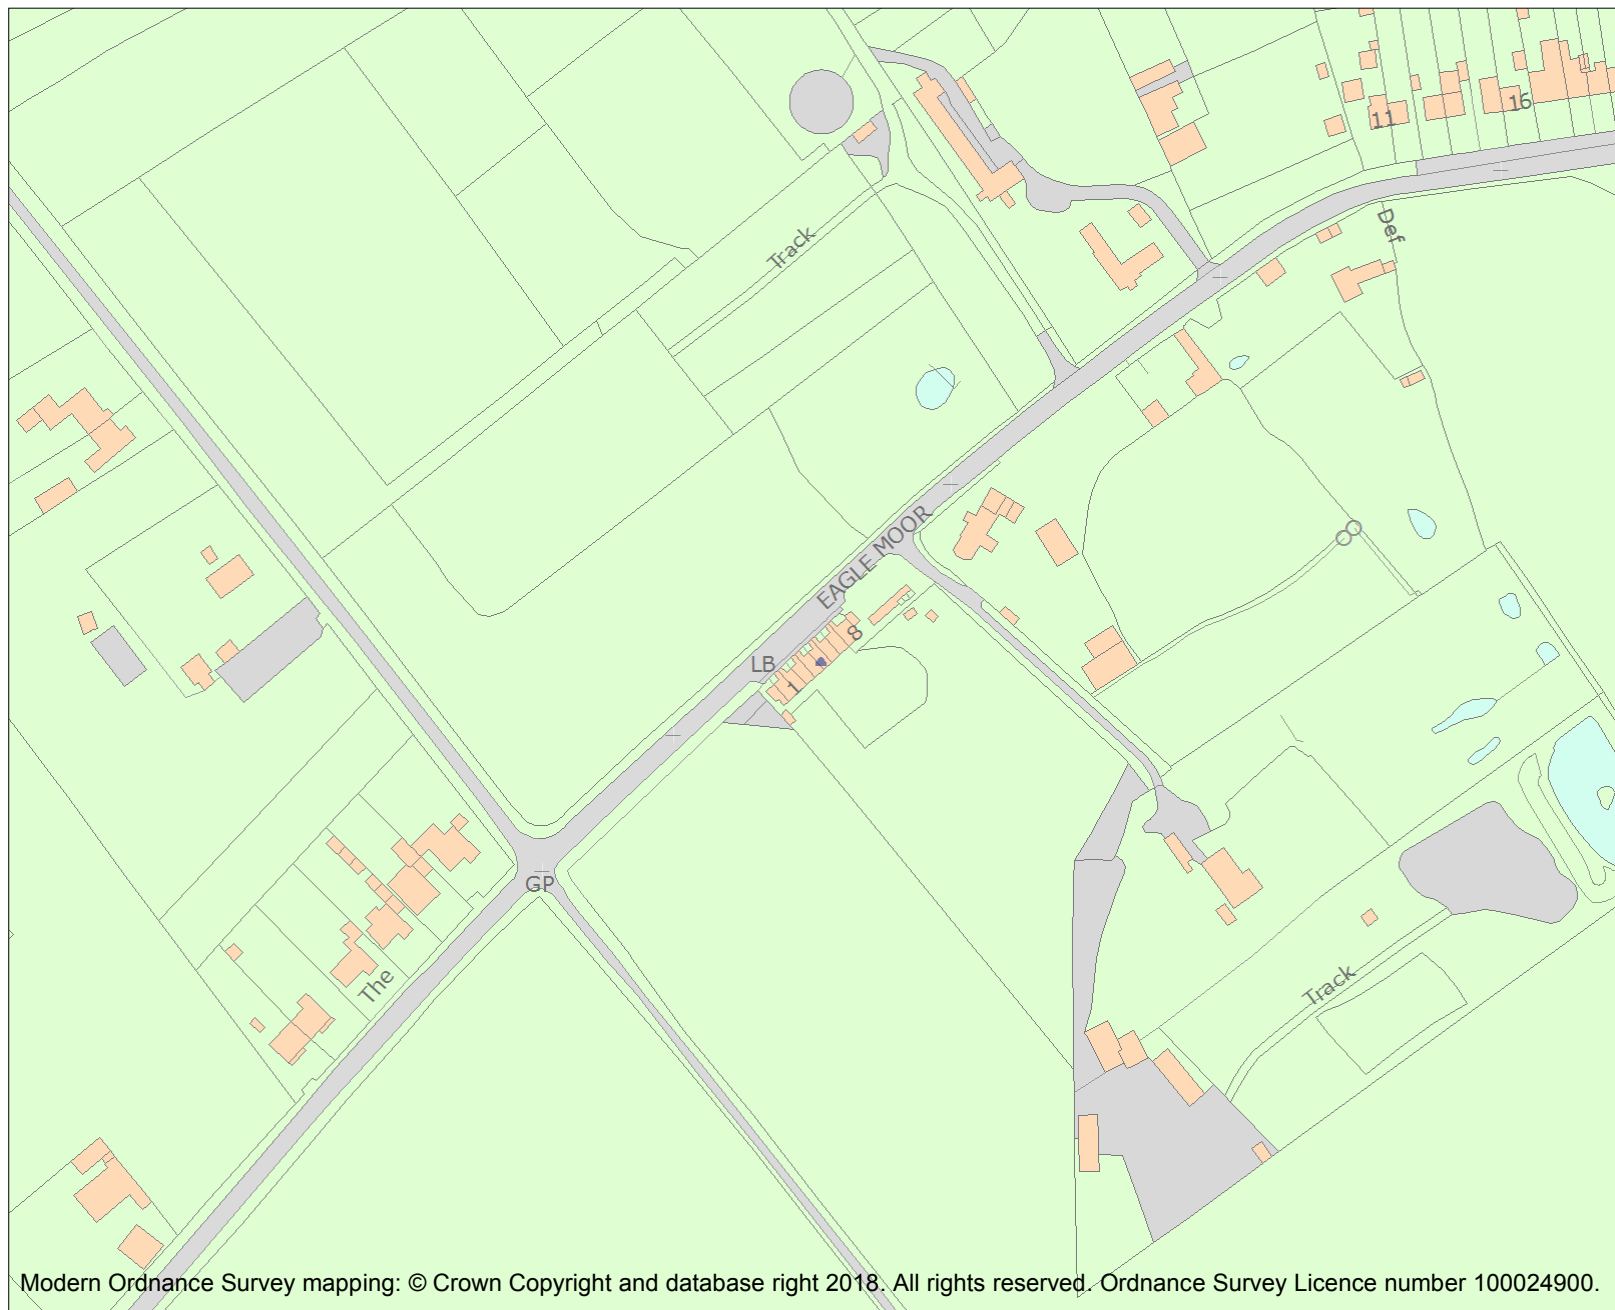 11
16
Def
Track
EAGLE MOOR
8
LB
1
GP
The
Track
Modern Ordnance Survey mapping: © Crown Copyright and database right 2018. All rights reserved. Ordnance Survey Licence number 100024900.